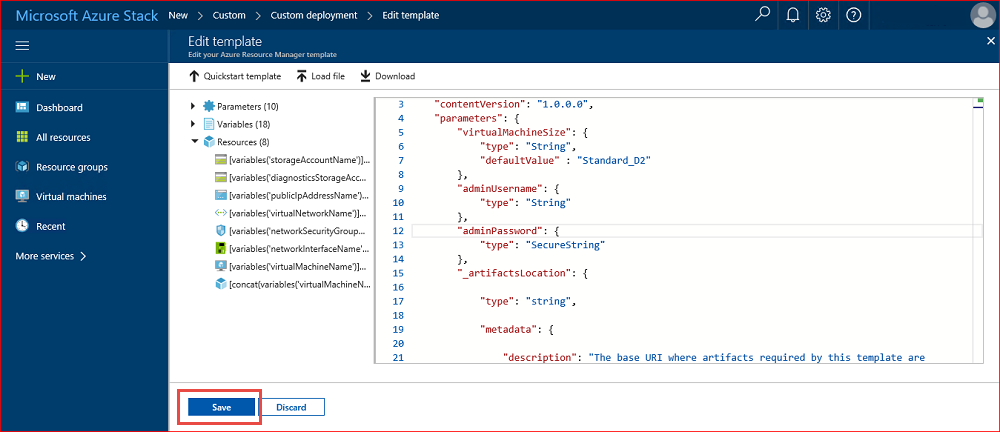 Microsoft Azure Stack New > Custom > Custom deployment > Edit template
Edit template
Edit your Azure Resource Manager template
New
Dashboard
All resources
Resource groups
Virtual machines
Recent
More services >
Quickstart template Load file Download
Parameters (10)
Variables (18)
Resources (8)
[variables('storageAccountName')]...
[variables('diagnosticsStorageAcc...
[variables('publicIpAddressName')...
[variables('virtualNetworkName')]...
[variables('networkSecurityGroup...
[variables('networkInterfaceName'...
[variables('virtualMachineName')]...
[concat(variables('virtualMachineN...
3 "contentVersion": "1.0.0.0",
4 "parameters": {
5 "virtualMachineSize": {
6 "type": "String",
7 "defaultValue" : "Standard_D2"
8 },
9 "adminUsername": {
10 "type": "String"
11 },
12 "adminPassword": {
13 "type": "SecureString"
14 },
15 "_artifactsLocation": {
16
17 "type": "string",
18
19 "metadata": {
20
21 "description": "The base URI where artifacts required by this template are
Save Discard